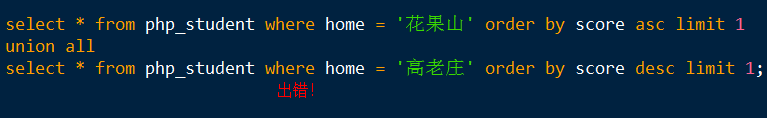 select * from php_student where home = '花果山' order by score asc limit 1
union all
select * from php_student where home = '高老庄' order by score desc limit 1;
出错!